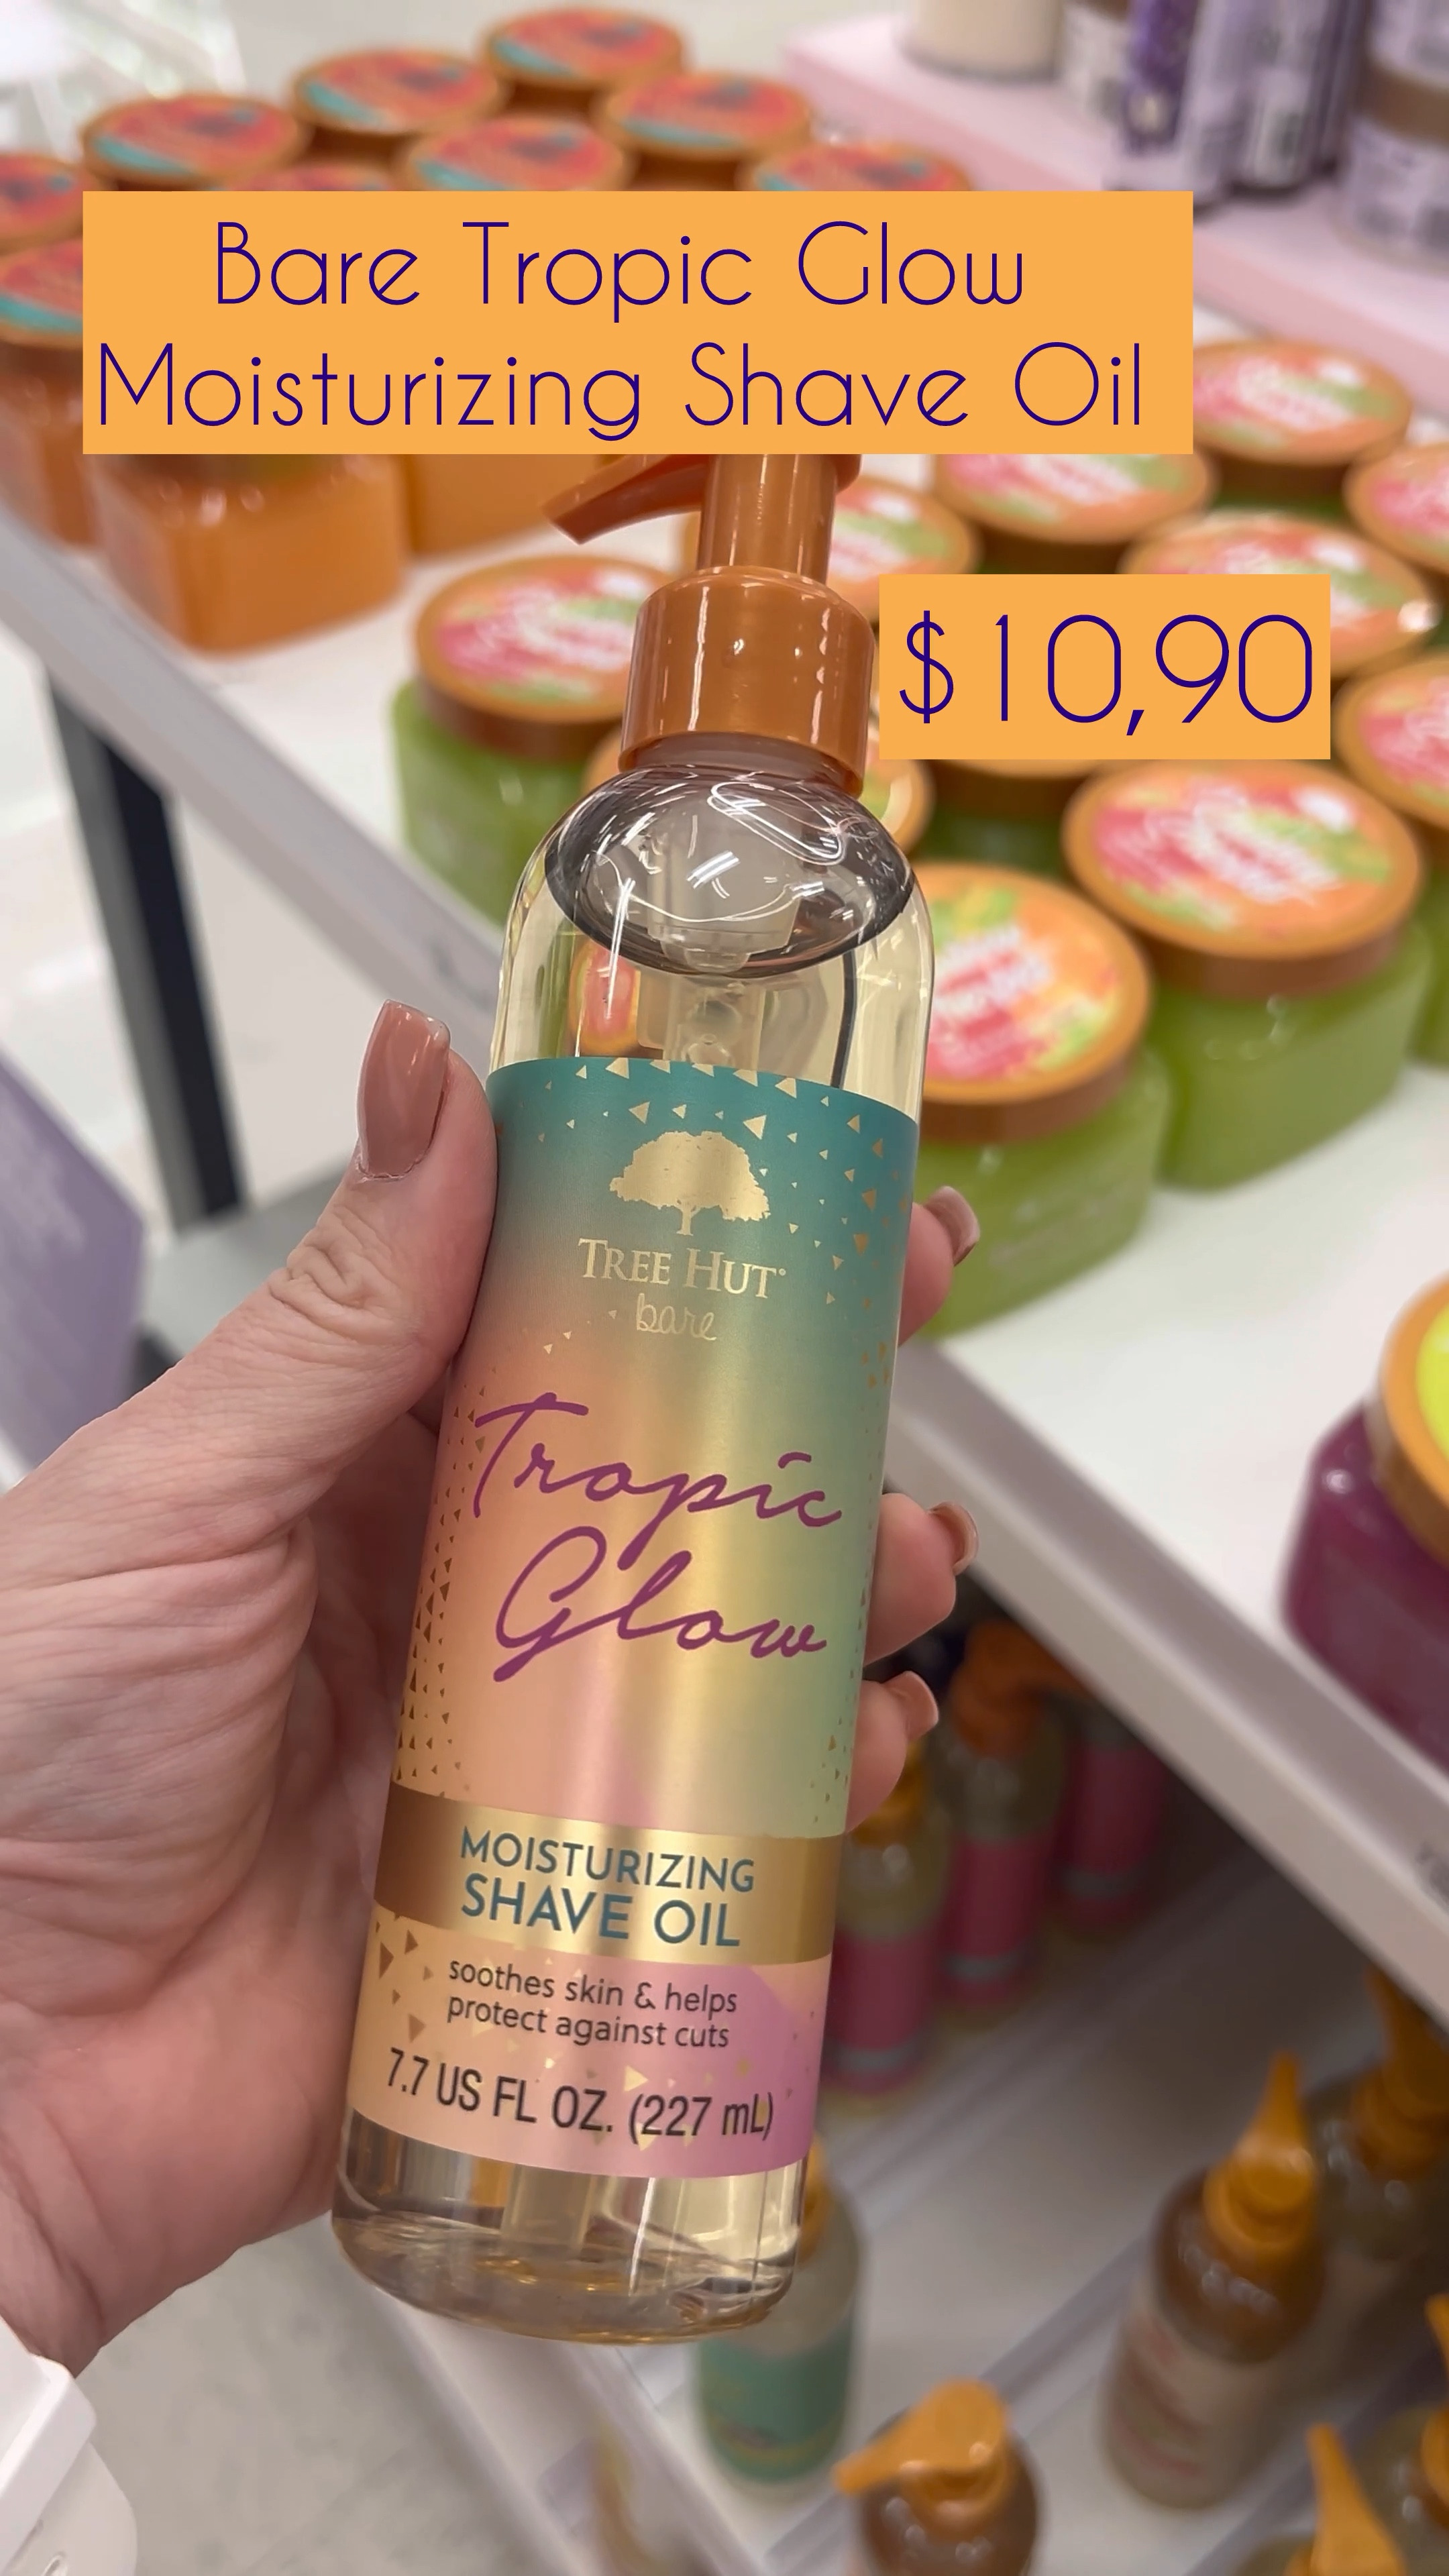 Bare Tropic Glow
Moisturizing Shave Oil
$10,90
TREE HUT
bare
Tropic
Glow
MOISTURIZING
SHAVE OIL
soothes skin & helps
protect against cuts
7.7 US FL OZ. (227 mL)